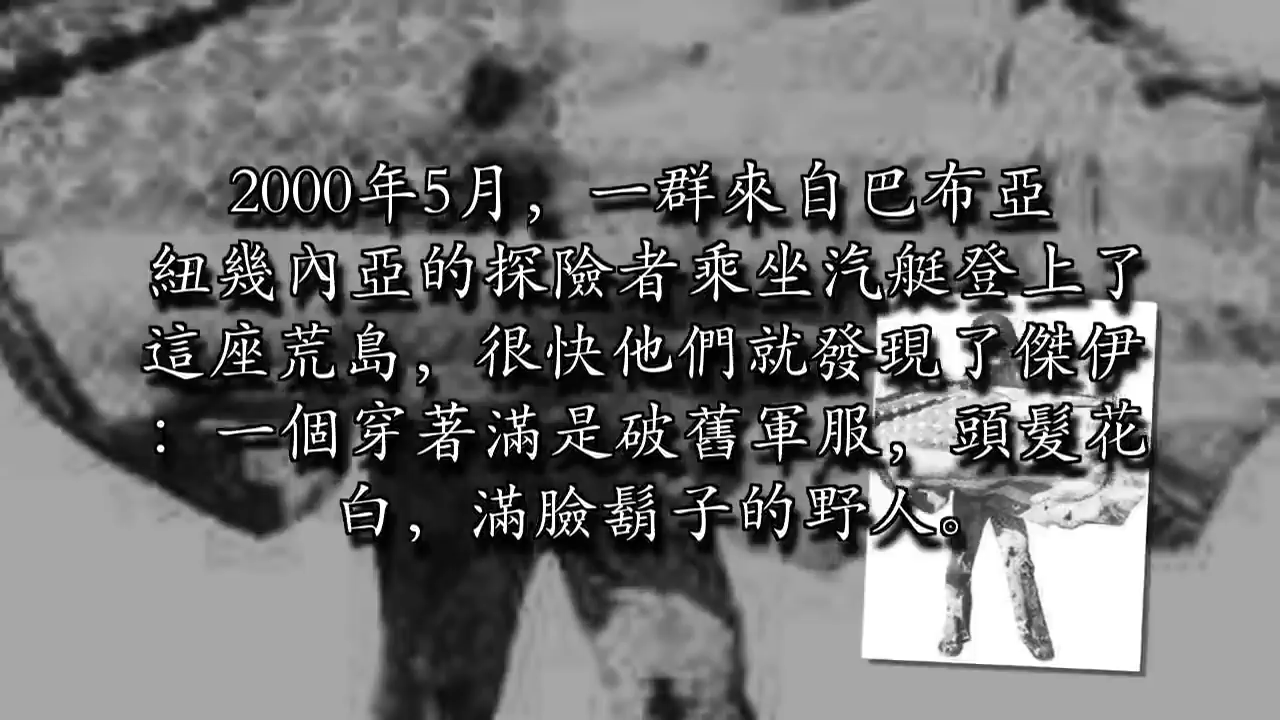 2000年5月，一群來自巴布亞
紐幾內亞的探險者乘坐汽艇登上了
這座荒島，很快他們就發現了傑伊
：一個穿著滿是破舊軍服，頭髮花
白，滿臉鬍子的野人。